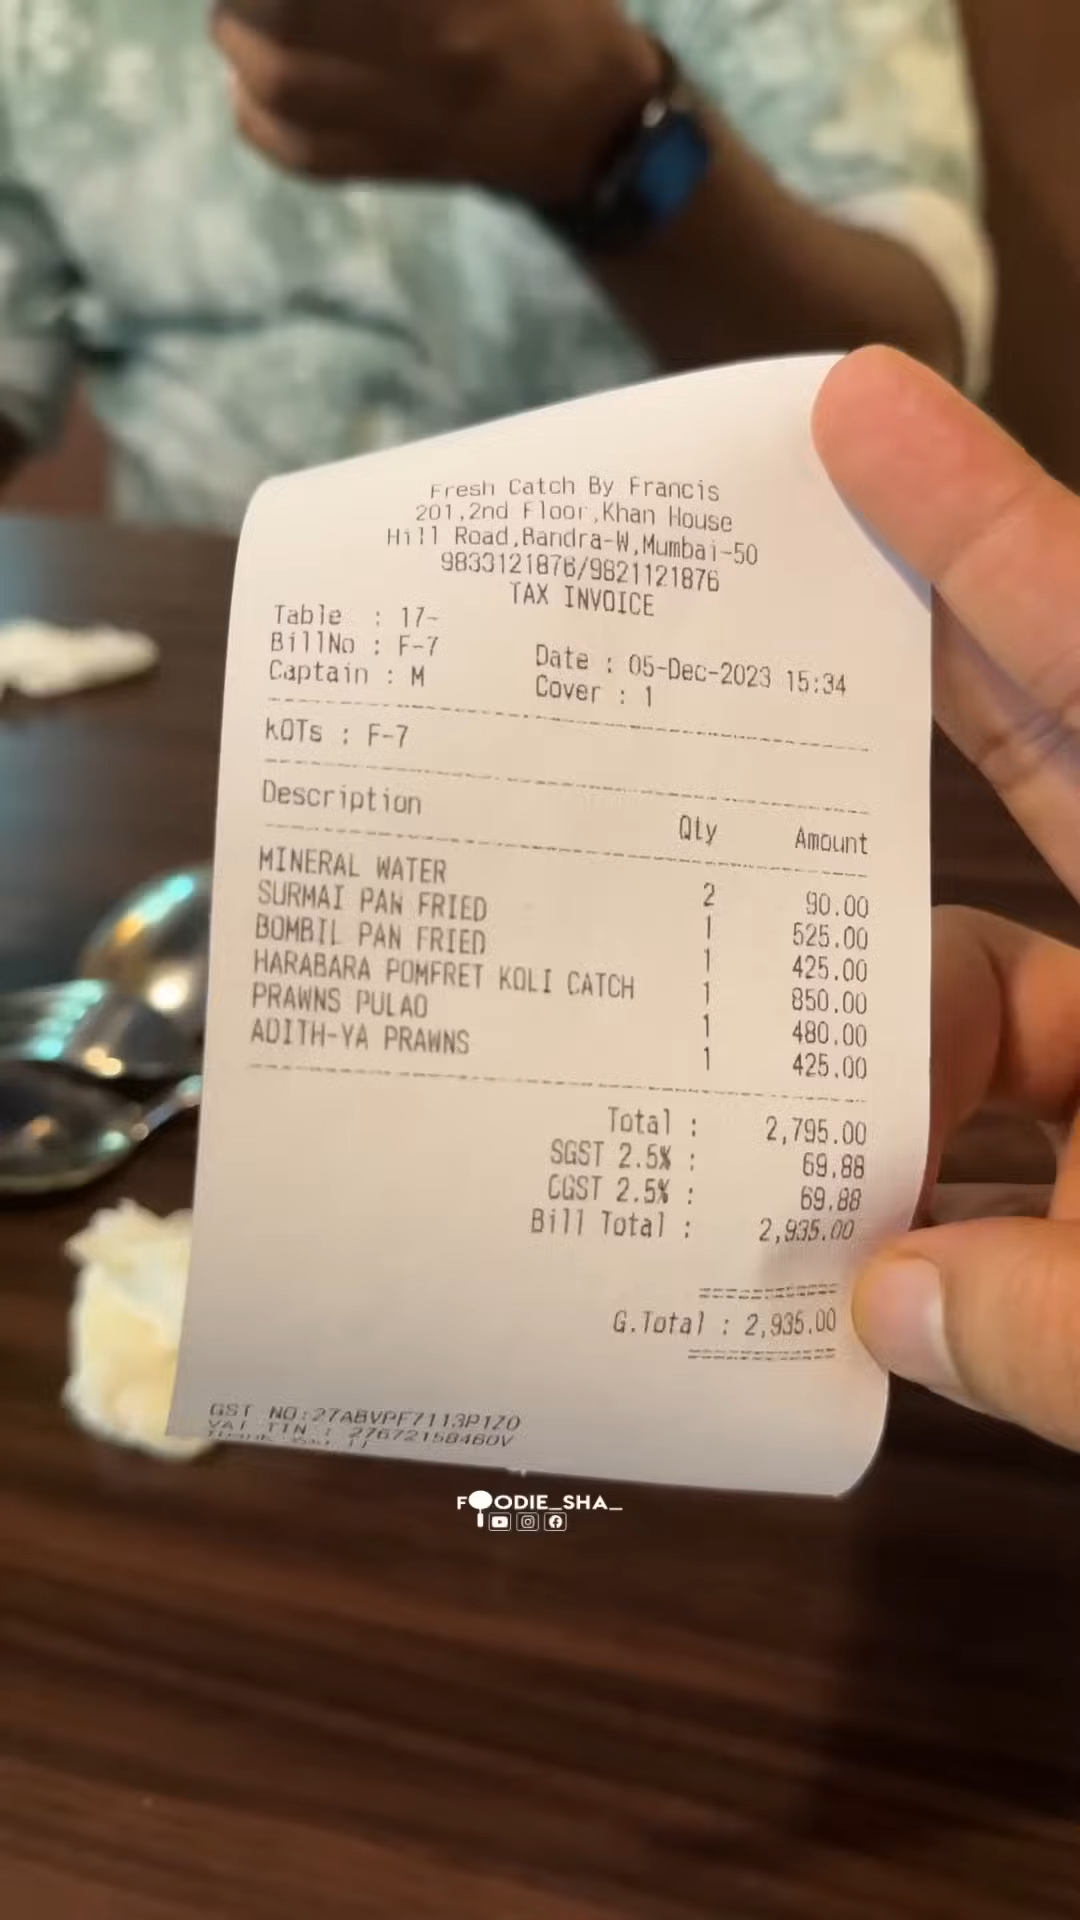 Fresh Catch By Francis
201,2nd Floor,Khan House
Hill Road,Bandra-W,Mumbai-50
9833121876/9821121876
TAX INVOICE
Table : 17-
BillNo : F-7 Date : 05-Dec-2023 15:34
Captain : M Cover : 1
kOTs : F-7
Description Qty Amount
MINERAL WATER 2 90.00
SURMAI PAN FRIED 1 525.00
BOMBIL PAN FRIED 1 425.00
HARABARA POMFRET KOLI CATCH 1 850.00
PRAWNS PULAO 1 480.00
ADITH-YA PRAWNS 1 425.00
Total : 2,795.00
SGST 2.5% : 69.88
CGST 2.5% : 69.88
Bill Total : 2,935.00
G.Total : 2,935.00
GST NO:27ABVPF7113P1ZO
VAT TIN : 27672158460V
FOODIE_SHA_